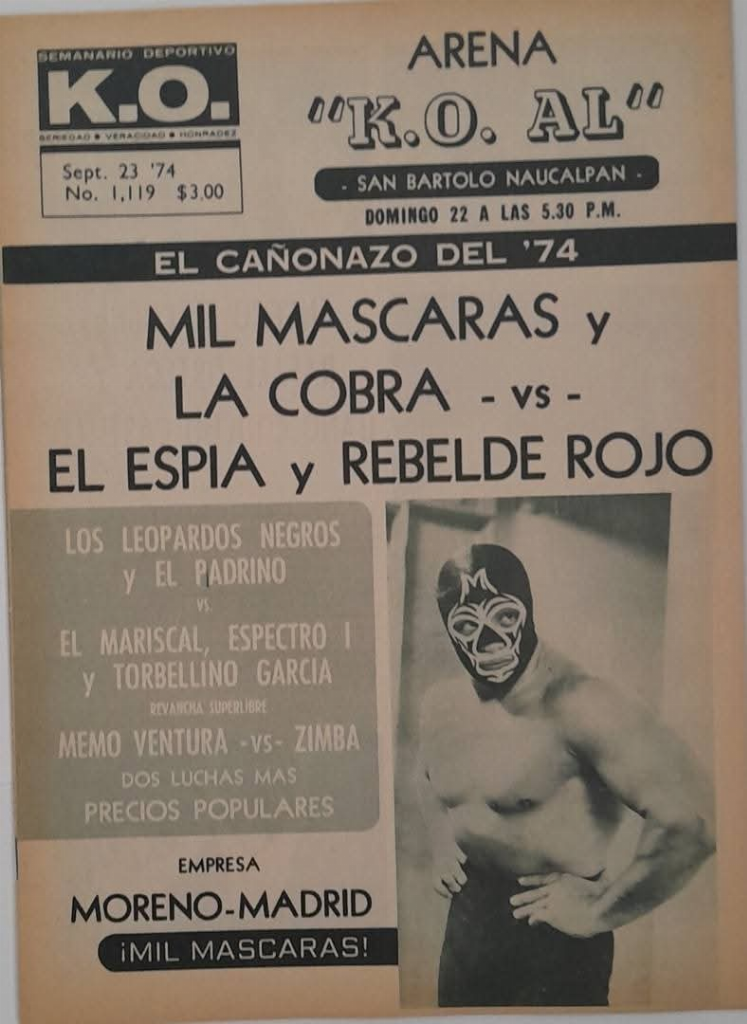 SEMANARIO DEPORTIVO
K.O.
SERIEDAD • VERACIDAD • HONRADEZ
Sept. 23 '74
No. 1,119 $3.00
ARENA
"K.O. AL"
- SAN BARTOLO NAUCALPAN -
DOMINGO 22 A LAS 5.30 P.M.
EL CAÑONAZO DEL '74
MIL MASCARAS y
LA COBRA - vs -
EL ESPIA y REBELDE ROJO
LOS LEOPARDOS NEGROS
y EL PADRINO
vs.
EL MARISCAL, ESPECTRO I
y TORBELLINO GARCIA
REVANCHA SUPERLIBRE
MEMO VENTURA -vs- ZIMBA
DOS LUCHAS MAS
PRECIOS POPULARES
EMPRESA
MORENO-MADRID
¡MIL MASCARAS!
M